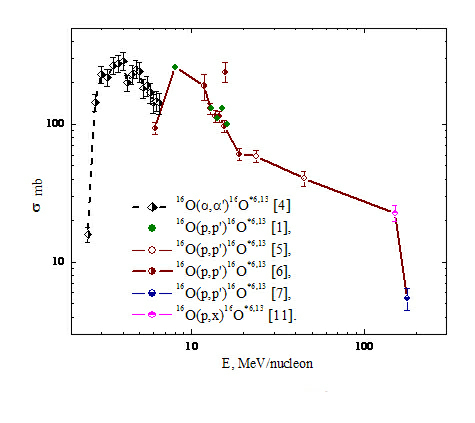 100
10
σ mb
¹⁶O(α,α')¹⁶O*⁶,¹³ [4]
¹⁶O(p,p')¹⁶O*⁶,¹³ [1],
¹⁶O(p,p')¹⁶O*⁶,¹³ [5],
¹⁶O(p,p')¹⁶O*⁶,¹³ [6],
¹⁶O(p,p')¹⁶O*⁶,¹³ [7],
¹⁶O(p,x)¹⁶O*⁶,¹³ [11].
10 100
E, MeV/nucleon